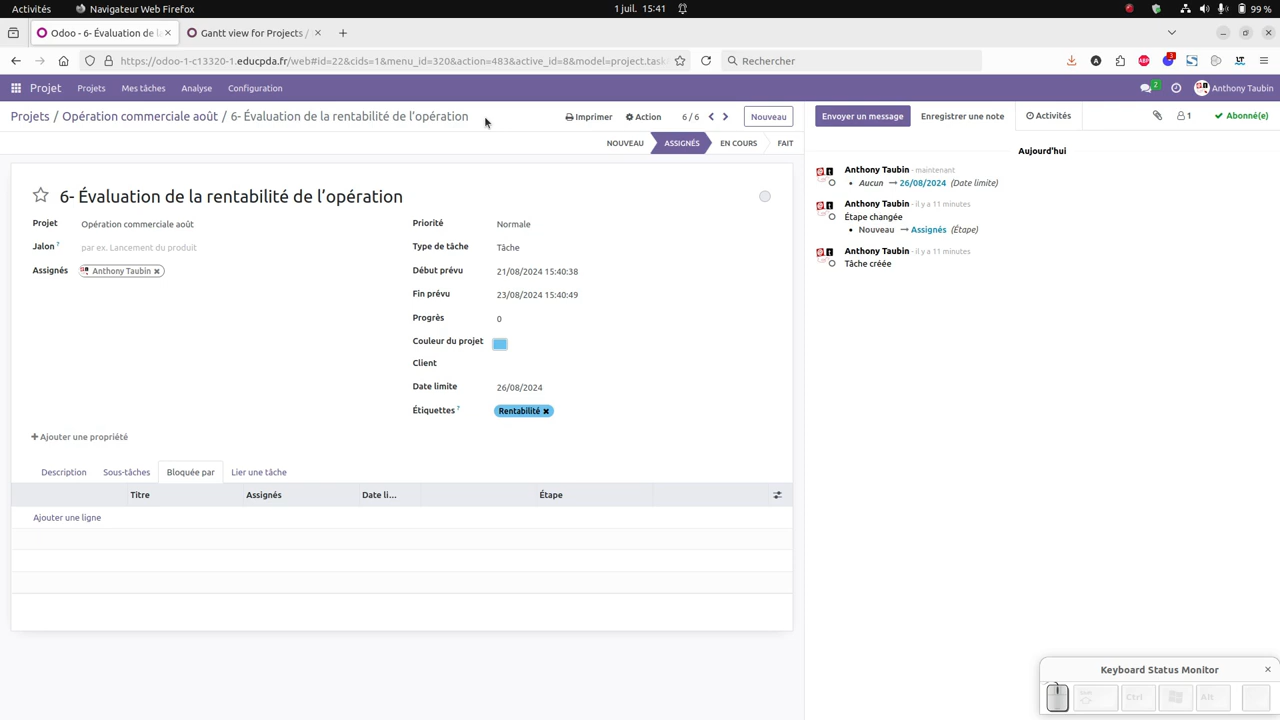 Activités
Navigateur Web Firefox
1 juil. 15:41
99 %
Odoo - 6- Évaluation de la
Gantt view for Projects /
https://odoo-1-c13320-1.educpda.fr/web#id=22&cids=1&menu_id=320&action=483&active_id=8&model=project.task
Rechercher
3
Projet
Projets
Mes tâches
Analyse
Configuration
7
Anthony Taubin
Projets / Opération commerciale août / 6- Évaluation de la rentabilité de l’opération
Imprimer
Action
6 / 6
Nouveau
Envoyer un message
Enregistrer une note
Activités
1
Abonné(e)
NOUVEAU
ASSIGNÉS
EN COURS
FAIT
6- Évaluation de la rentabilité de l’opération
Projet
Opération commerciale août
Jalon ?
par ex. Lancement du produit
Assignés
Anthony Taubin
Priorité
Normale
Type de tâche
Tâche
Début prévu
21/08/2024 15:40:38
Fin prévu
23/08/2024 15:40:49
Progrès
0
Couleur du projet
Client
Date limite
26/08/2024
Étiquettes ?
Rentabilité
Ajouter une propriété
Description
Sous-tâches
Bloquée par
Lier une tâche
Titre
Assignés
Date li...
Étape
Ajouter une ligne
Aujourd'hui
Anthony Taubin - maintenant
Aucun → 26/08/2024 (Date limite)
Anthony Taubin - il y a 11 minutes
Étape changée
Nouveau → Assignés (Étape)
Anthony Taubin - il y a 11 minutes
Tâche créée
Keyboard Status Monitor
Ctrl
Alt